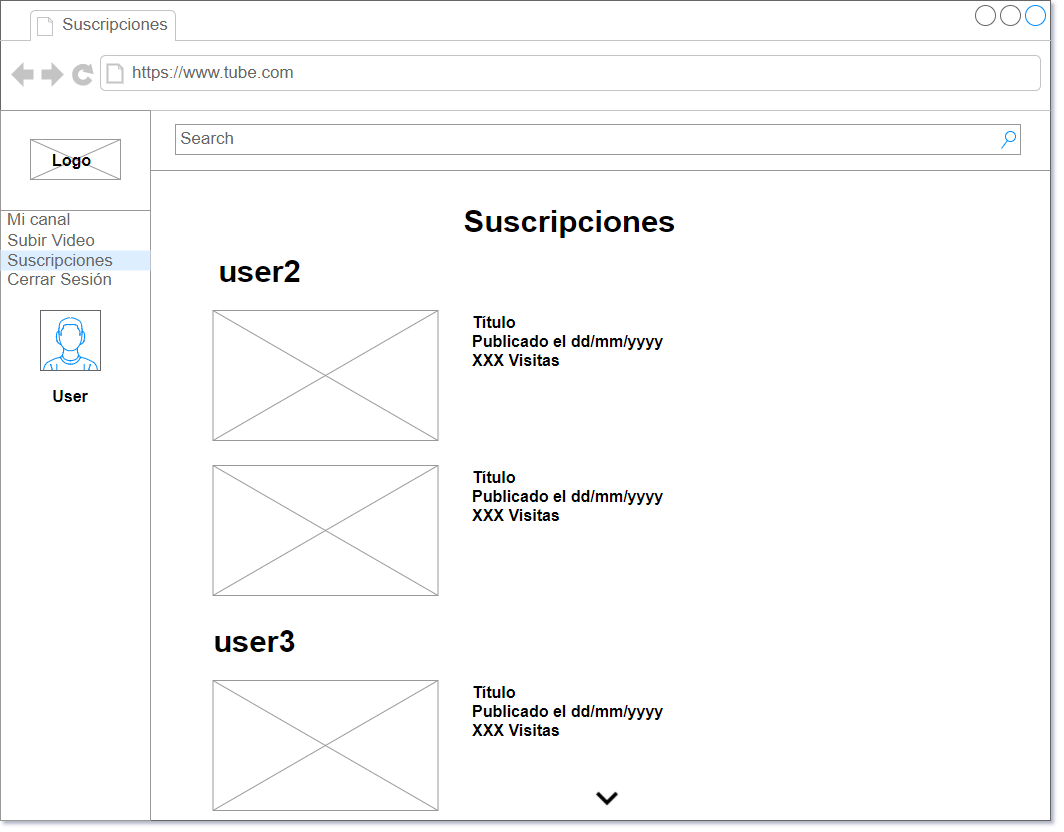 Suscripciones
https://www.tube.com
Logo
Search
Mi canal
Subir Video
Suscripciones
Cerrar Sesión
User
Suscripciones
user2
Título
Publicado el dd/mm/yyyy
XXX Visitas
Título
Publicado el dd/mm/yyyy
XXX Visitas
user3
Título
Publicado el dd/mm/yyyy
XXX Visitas